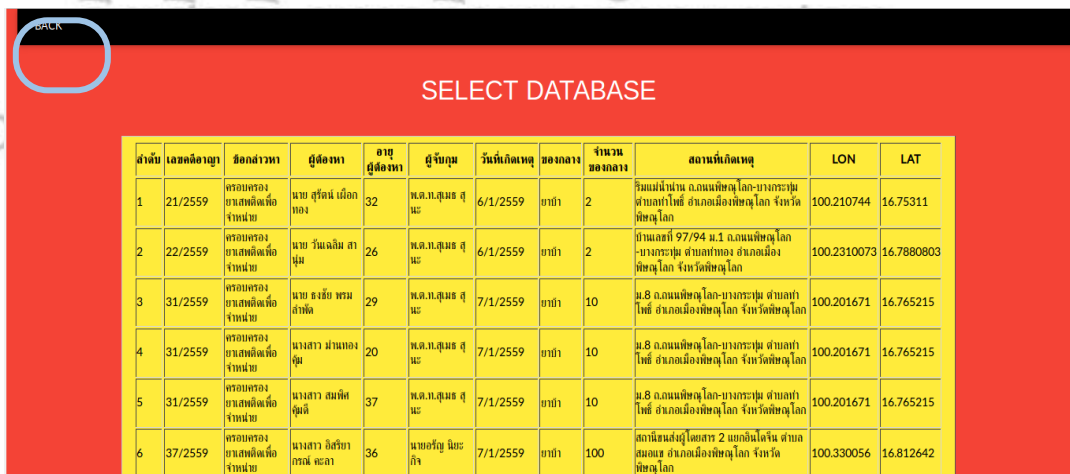 BACK
SELECT DATABASE
ลำดับ เลขคดีอาญา ข้อกล่าวหา ผู้ต้องหา อายุ ผู้ต้องหา ผู้จับกุม วันที่เกิดเหตุ ของกลาง จำนวน ของกลาง สถานที่เกิดเหตุ LON LAT
1 21/2559 ครอบครอง ยาเสพติดเพื่อ จำหน่าย นาย สุรัตน์ เผือก ทอง 32 พ.ต.ท.สุเมธ สุ นะ 6/1/2559 ยาบ้า 2 ริมแม่น้ำน่าน ถ.ถนนพิษณุโลก-บางกระทุ่ม ตำบลท่าโพธิ์ อำเภอเมืองพิษณุโลก จังหวัด พิษณุโลก 100.210744 16.75311
2 22/2559 ครอบครอง ยาเสพติดเพื่อ จำหน่าย นาย วันเฉลิม สา นุ่ม 26 พ.ต.ท.สุเมธ สุ นะ 6/1/2559 ยาบ้า 2 บ้านเลขที่ 97/94 ม.1 ถ.ถนนพิษณุโลก -บางกระทุ่ม ตำบลท่าทอง อำเภอเมือง พิษณุโลก จังหวัดพิษณุโลก 100.2310073 16.7880803
3 31/2559 ครอบครอง ยาเสพติดเพื่อ จำหน่าย นาย ธงชัย พรม ลำพัด 29 พ.ต.ท.สุเมธ สุ นะ 7/1/2559 ยาบ้า 10 ม.8 ถ.ถนนพิษณุโลก-บางกระทุ่ม ตำบลท่า โพธิ์ อำเภอเมืองพิษณุโลก จังหวัดพิษณุโลก 100.201671 16.765215
4 31/2559 ครอบครอง ยาเสพติดเพื่อ จำหน่าย นางสาว ม่านทอง คุ้ม 20 พ.ต.ท.สุเมธ สุ นะ 7/1/2559 ยาบ้า 10 ม.8 ถ.ถนนพิษณุโลก-บางกระทุ่ม ตำบลท่า โพธิ์ อำเภอเมืองพิษณุโลก จังหวัดพิษณุโลก 100.201671 16.765215
5 31/2559 ครอบครอง ยาเสพติดเพื่อ จำหน่าย นางสาว สมพิศ คุ้มดี 37 พ.ต.ท.สุเมธ สุ นะ 7/1/2559 ยาบ้า 10 ม.8 ถ.ถนนพิษณุโลก-บางกระทุ่ม ตำบลท่า โพธิ์ อำเภอเมืองพิษณุโลก จังหวัดพิษณุโลก 100.201671 16.765215
6 37/2559 ครอบครอง ยาเสพติดเพื่อ จำหน่าย นางสาว อิสริยา กรณ์ คะลา 36 นายอรัญ นิยะ กิจ 7/1/2559 ยาบ้า 100 สถานีขนส่งผู้โดยสาร 2 แยกอินโดจีน ตำบล สมอแข อำเภอเมืองพิษณุโลก จังหวัด พิษณุโลก 100.330056 16.812642